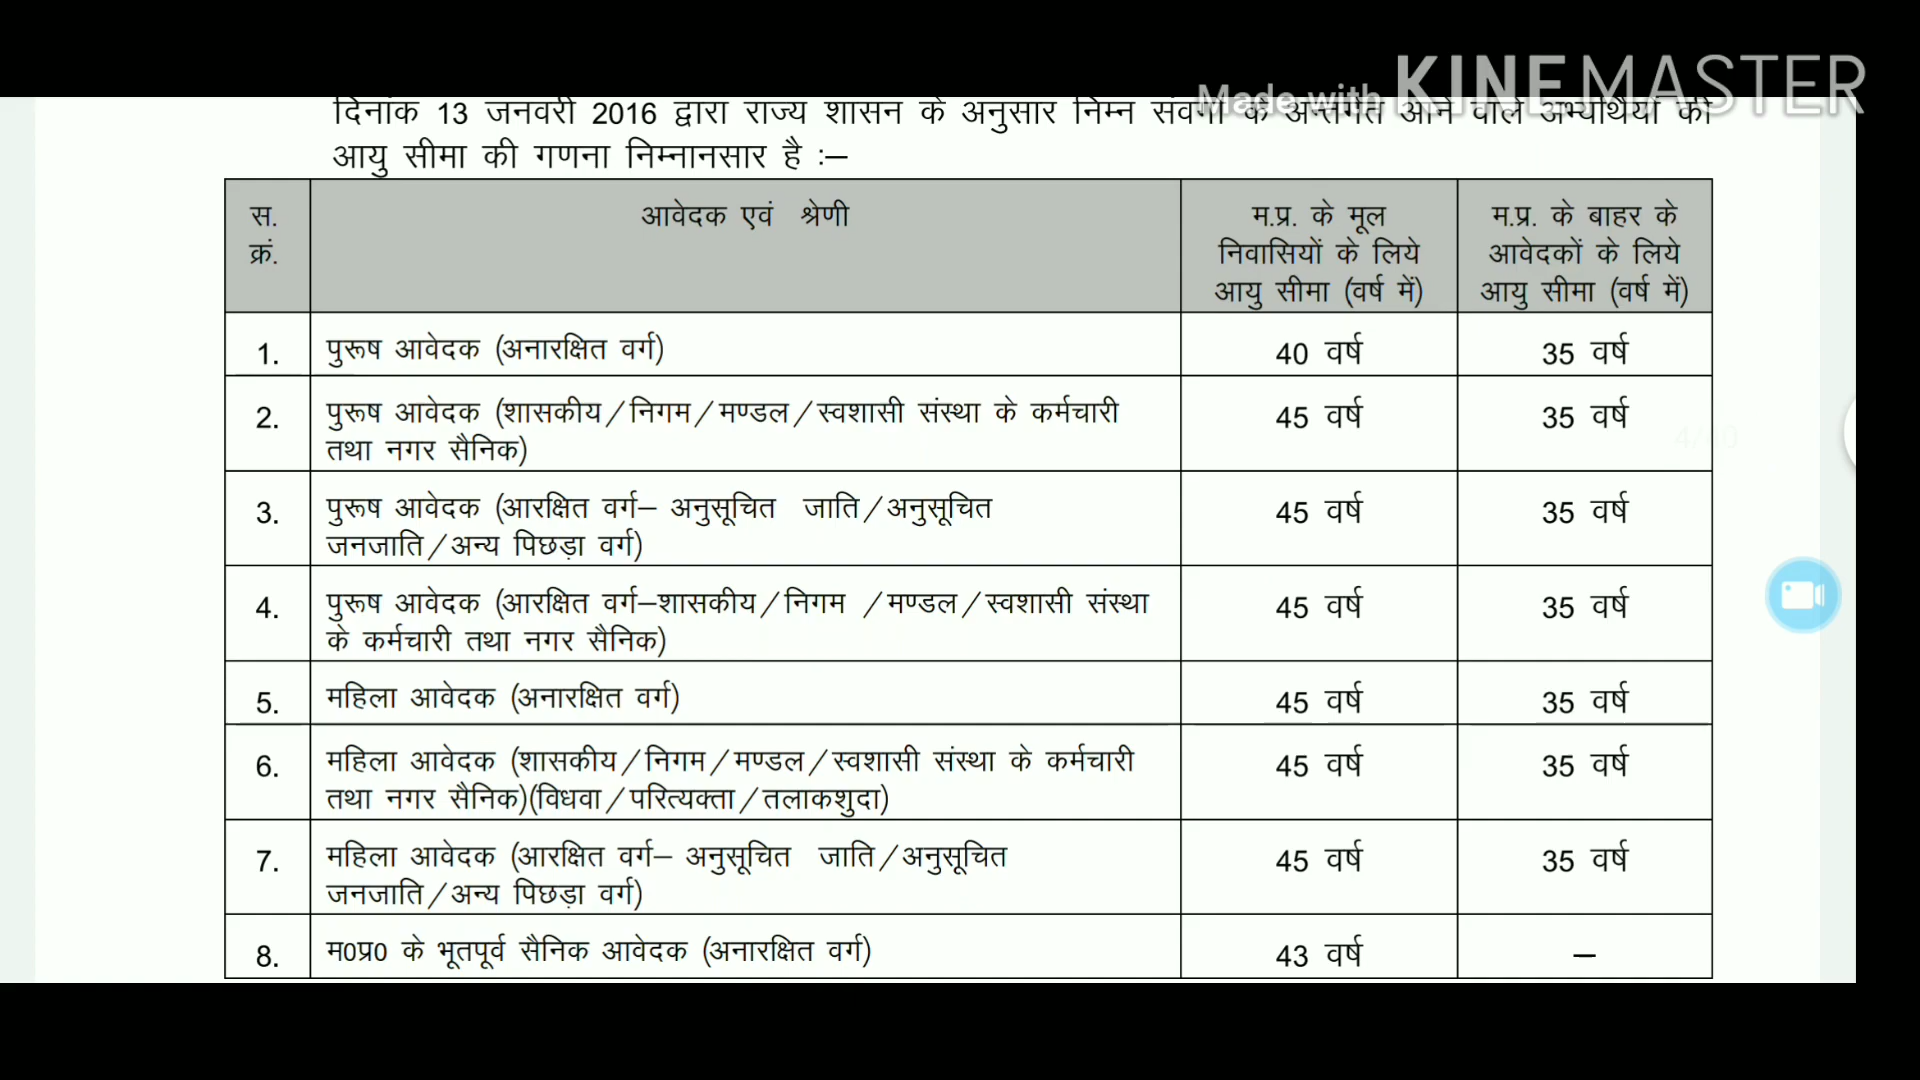 Made with KINEMASTER
दिनांक 13 जनवरी 2016 द्वारा राज्य शासन के अनुसार निम्न संवर्गो के अन्तर्गत आने वाले अभ्यर्थियों की
आयु सीमा की गणना निम्नानसार है :–
स.
क्रं.
आवेदक एवं श्रेणी
म.प्र. के मूल
निवासियों के लिये
आयु सीमा (वर्ष में)
म.प्र. के बाहर के
आवेदकों के लिये
आयु सीमा (वर्ष में)
1. पुरूष आवेदक (अनारक्षित वर्ग) 40 वर्ष 35 वर्ष
2. पुरूष आवेदक (शासकीय/निगम/मण्डल/स्वशासी संस्था के कर्मचारी 45 वर्ष 35 वर्ष
तथा नगर सैनिक)
3. पुरूष आवेदक (आरक्षित वर्ग– अनुसूचित जाति/अनुसूचित 45 वर्ष 35 वर्ष
जनजाति/अन्य पिछड़ा वर्ग)
4. पुरूष आवेदक (आरक्षित वर्ग–शासकीय/निगम /मण्डल/स्वशासी संस्था 45 वर्ष 35 वर्ष
के कर्मचारी तथा नगर सैनिक)
5. महिला आवेदक (अनारक्षित वर्ग) 45 वर्ष 35 वर्ष
6. महिला आवेदक (शासकीय/निगम/मण्डल/स्वशासी संस्था के कर्मचारी 45 वर्ष 35 वर्ष
तथा नगर सैनिक)(विधवा/परित्यक्ता/तलाकशुदा)
7. महिला आवेदक (आरक्षित वर्ग– अनुसूचित जाति/अनुसूचित 45 वर्ष 35 वर्ष
जनजाति/अन्य पिछड़ा वर्ग)
8. म0प्र0 के भूतपूर्व सैनिक आवेदक (अनारक्षित वर्ग) 43 वर्ष –